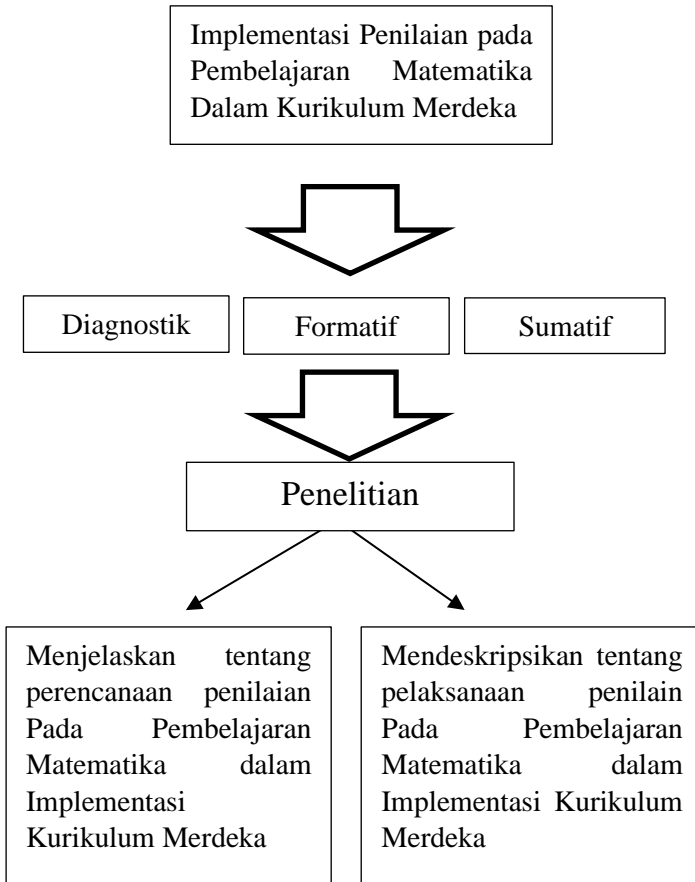 Implementasi Penilaian pada
Pembelajaran Matematika
Dalam Kurikulum Merdeka
Diagnostik
Formatif
Sumatif
Penelitian
Menjelaskan tentang
perencanaan penilaian
Pada Pembelajaran
Matematika dalam
Implementasi
Kurikulum Merdeka
Mendeskripsikan tentang
pelaksanaan penilain
Pada Pembelajaran
Matematika dalam
Implementasi Kurikulum
Merdeka